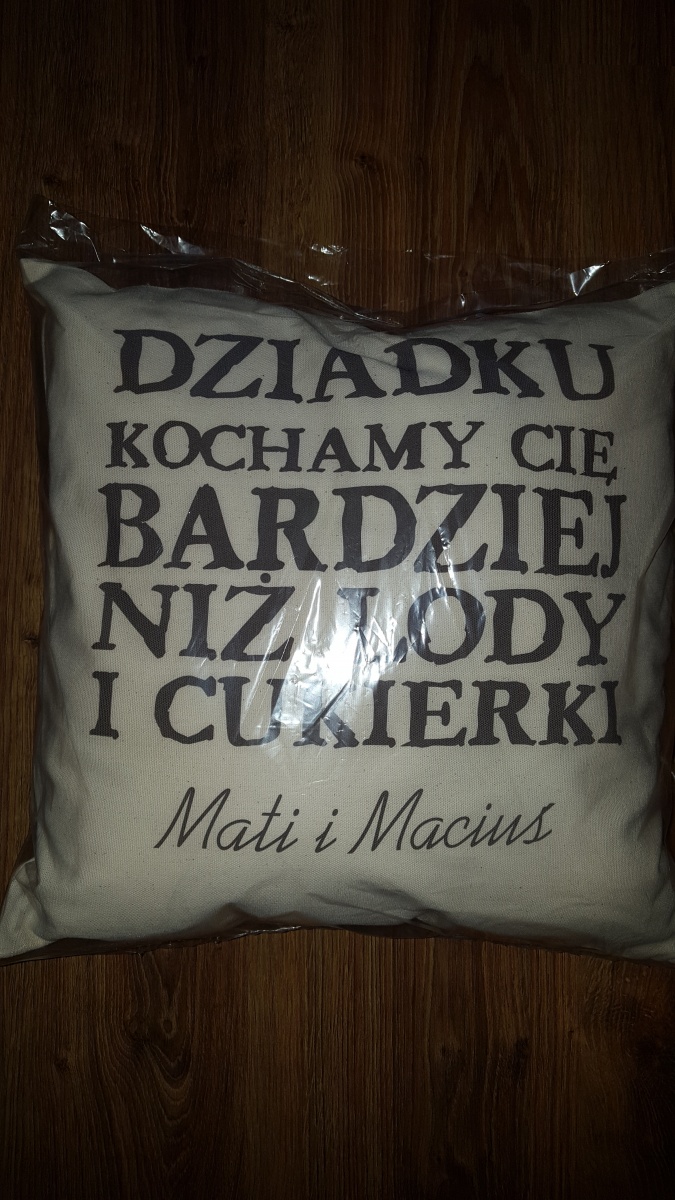 DZIADKU
KOCHAMY CIĘ
BARDZIEJ
NIŻ LODY
I CUKIERKI
Mati i Maciuś